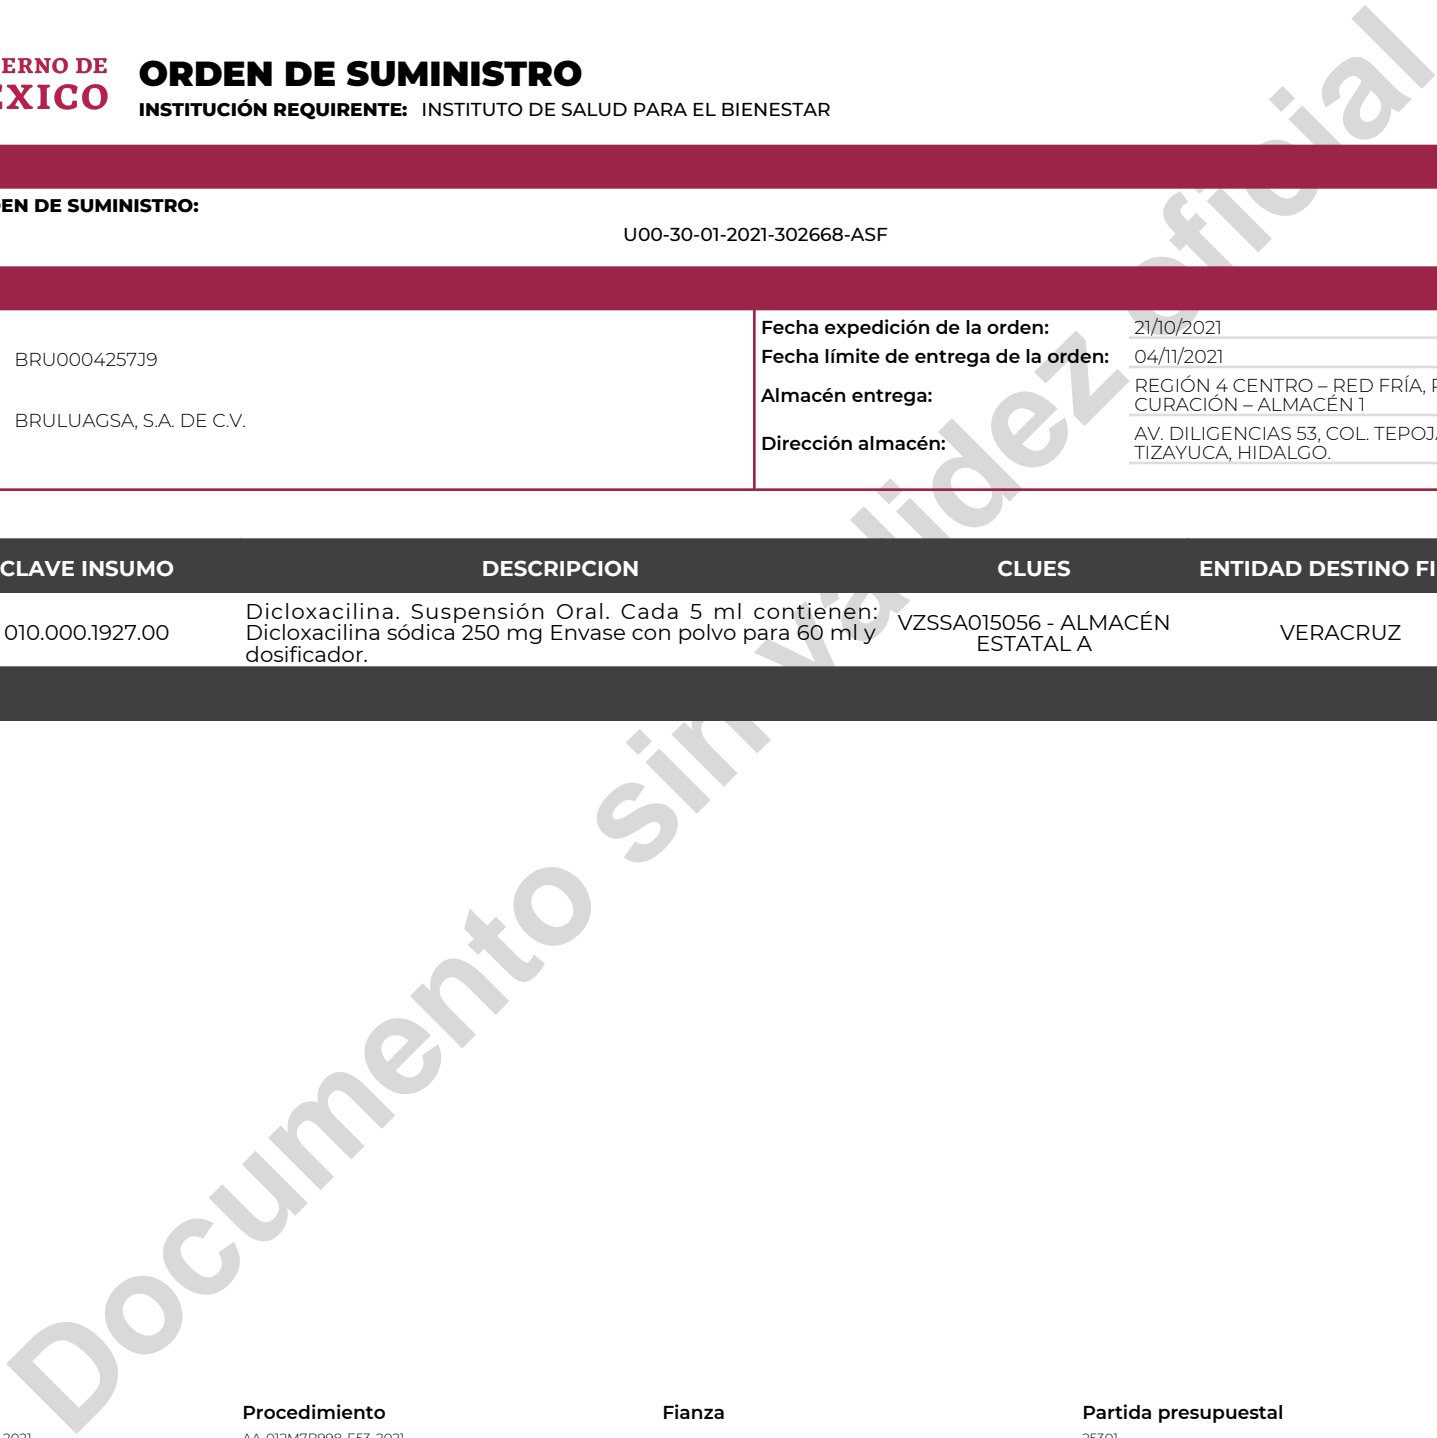 ERNO DE
ÉXICO
ORDEN DE SUMINISTRO
INSTITUCIÓN REQUIRENTE: INSTITUTO DE SALUD PARA EL BIENESTAR
EN DE SUMINISTRO:
U00-30-01-2021-302668-ASF
BRU0004257J9
BRULUAGSA, S.A. DE C.V.
Fecha expedición de la orden: 21/10/2021
Fecha límite de entrega de la orden: 04/11/2021
Almacén entrega: REGIÓN 4 CENTRO – RED FRÍA,
CURACIÓN – ALMACÉN 1
Dirección almacén: AV. DILIGENCIAS 53, COL. TEPOJ
TIZAYUCA, HIDALGO.
CLAVE INSUMO DESCRIPCION CLUES ENTIDAD DESTINO FI
010.000.1927.00
Dicloxacilina. Suspensión Oral. Cada 5 ml contienen:
Dicloxacilina sódica 250 mg Envase con polvo para 60 ml y
dosificador.
VZSSA015056 - ALMACÉN
ESTATAL A
VERACRUZ
Documento sin validez oficial
Procedimiento Fianza Partida presupuestal